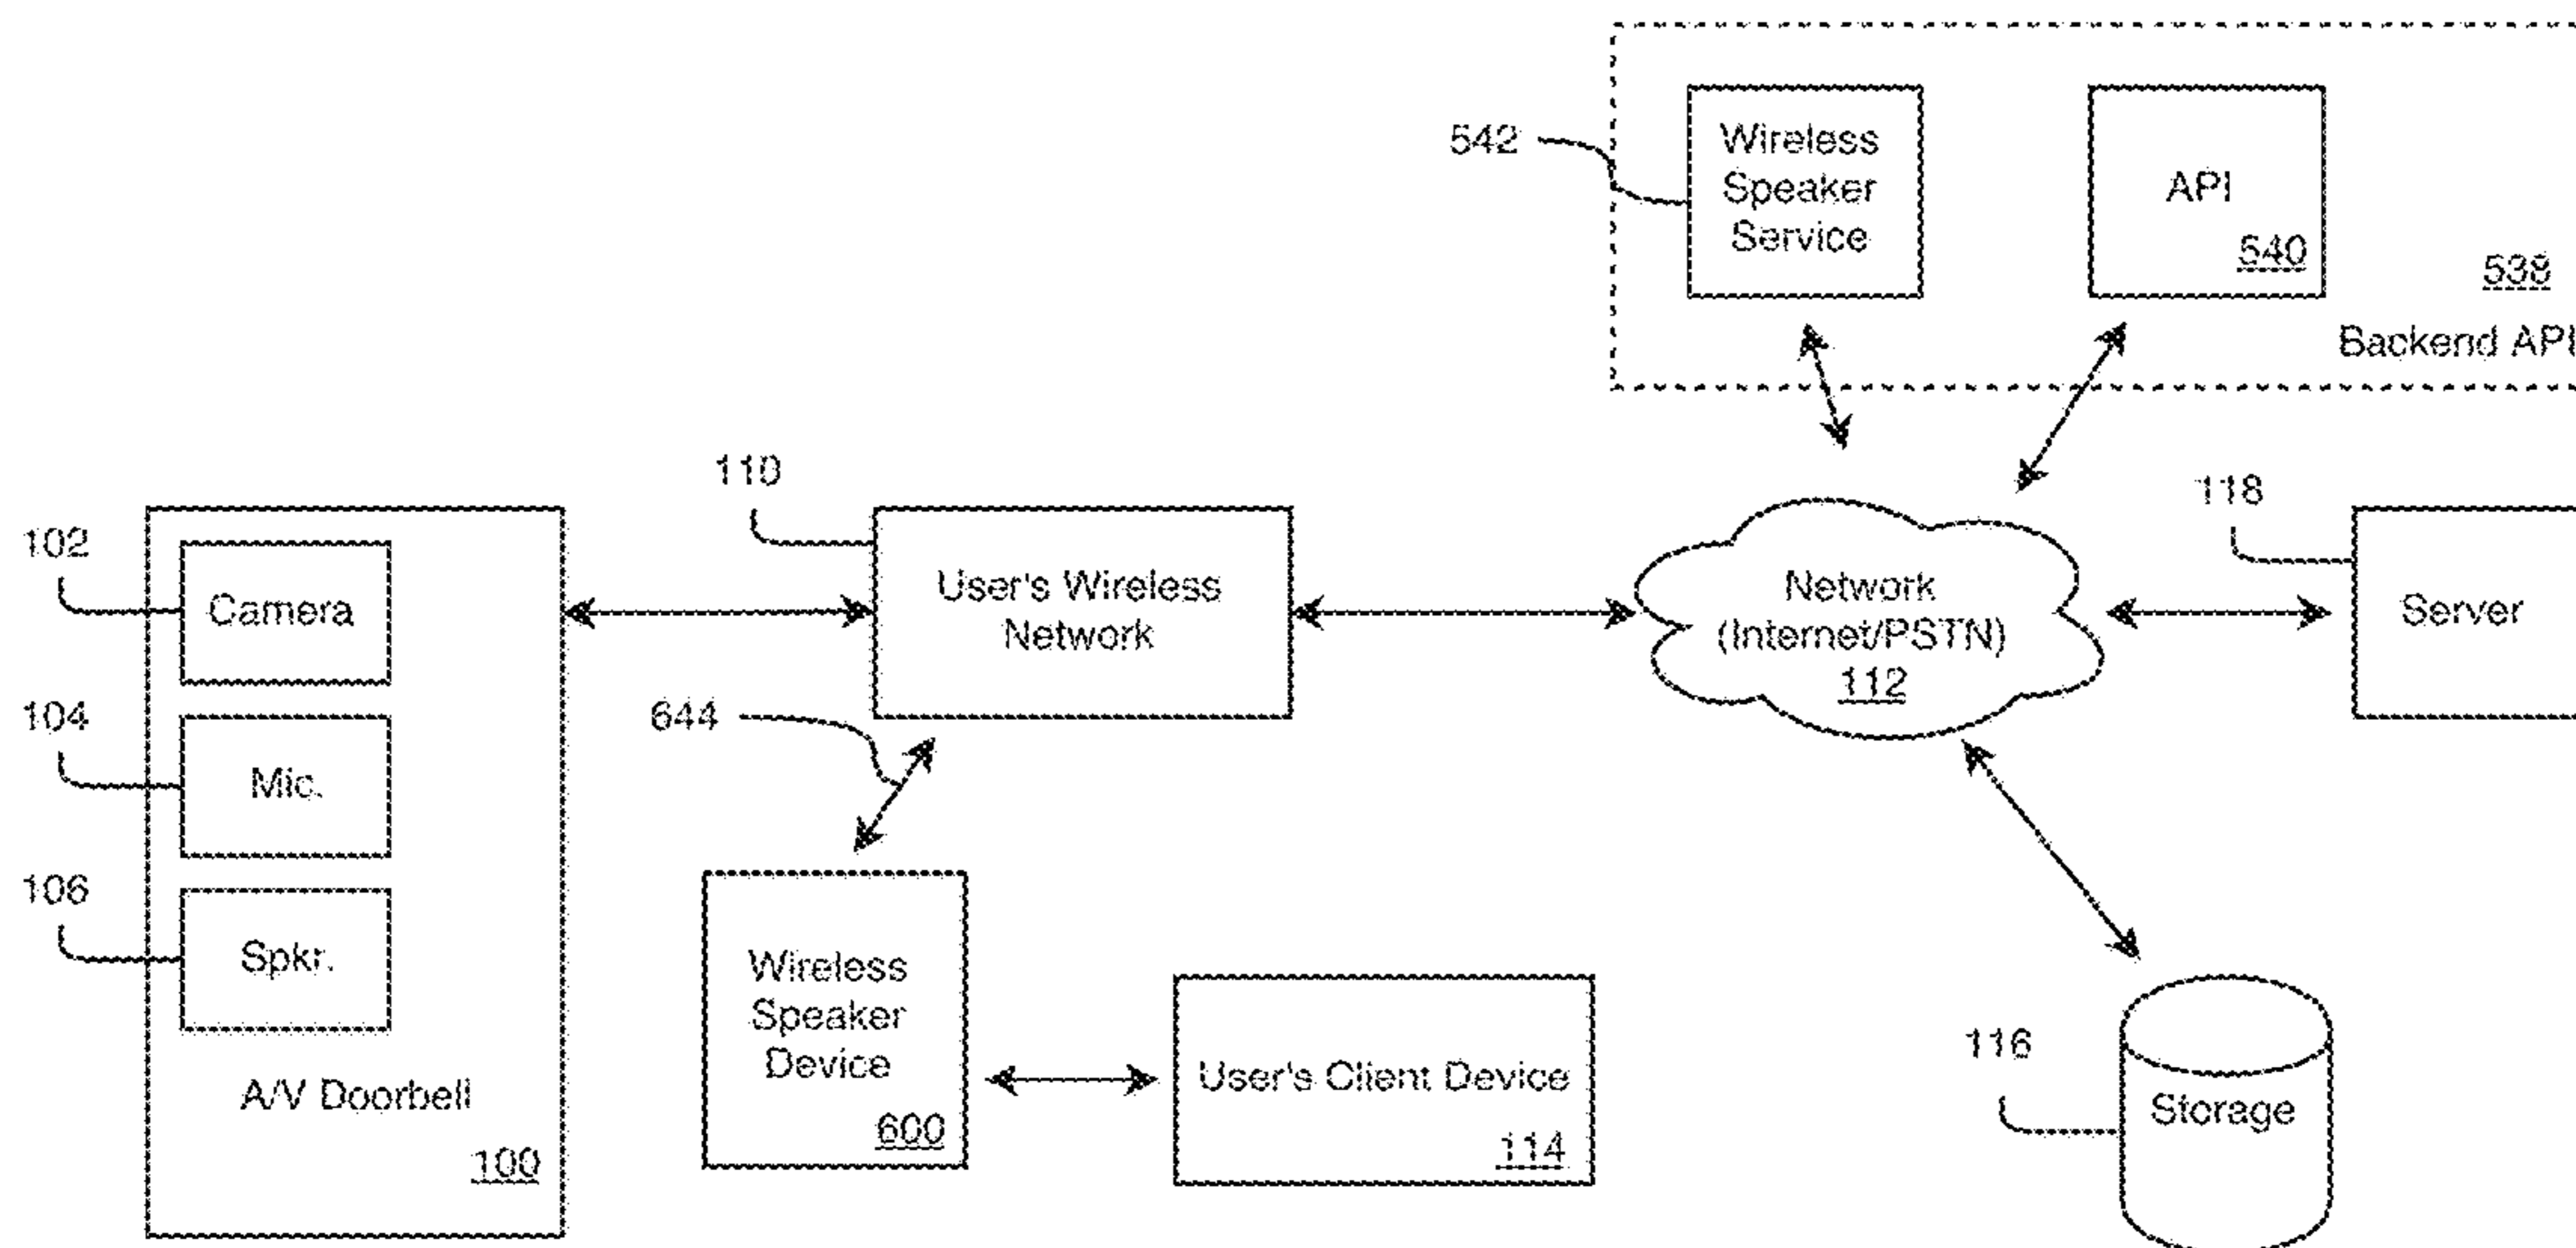 542
Wireless
Speaker
Service
API
540
538
Backend API
110
118
102
Camera
User's Wireless
Network
Network
(Internet/PSTN)
112
Server
104
Mic.
644
106
Spkr.
Wireless
Speaker
Device
600
User's Client Device
114
116
Storage
A/V Doorbell
100